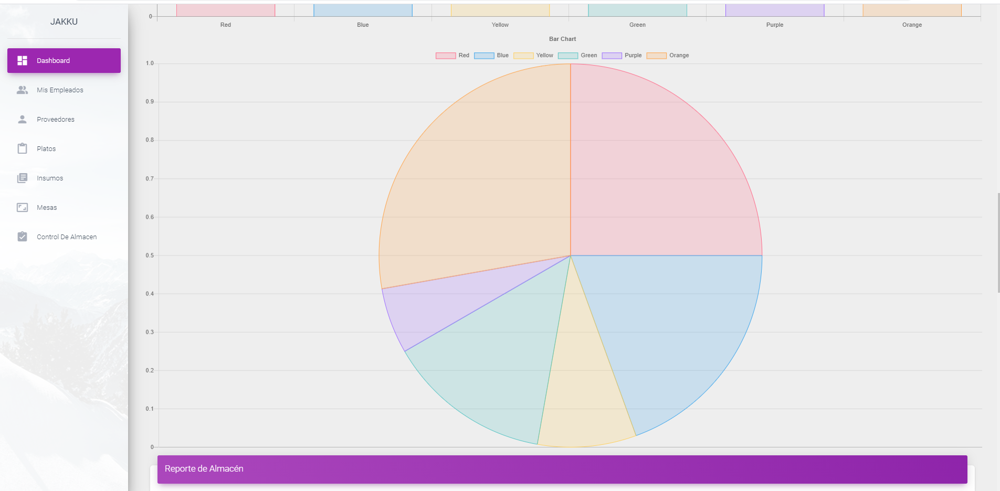 JAKKU
Dashboard
Mis Empleados
Proveedores
Platos
Insumos
Mesas
Control De Almacen
0
Red Blue Yellow Green Purple Orange
Bar Chart
Red Blue Yellow Green Purple Orange
1.0
0.9
0.8
0.7
0.6
0.5
0.4
0.3
0.2
0.1
0
Reporte de Almacén